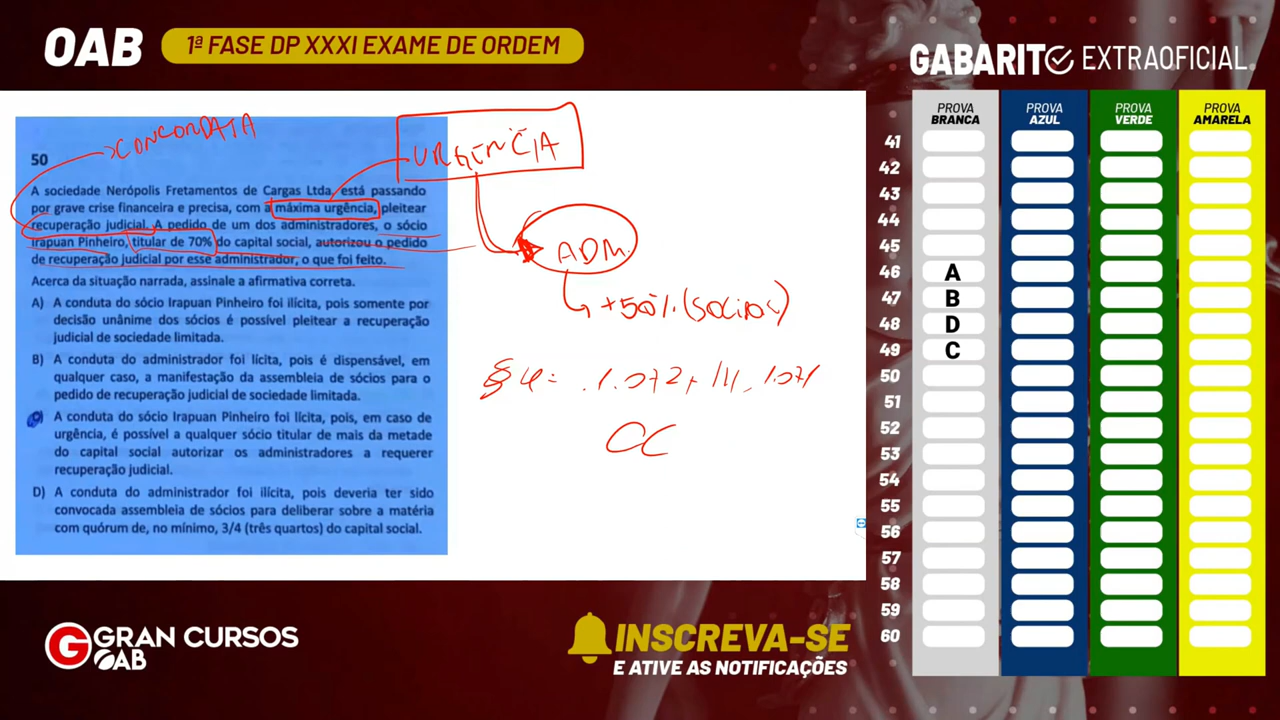 OAB
1ª FASE DP XXXI EXAME DE ORDEM
GABARITO EXTRAOFICIAL
PROVA BRANCA
PROVA AZUL
PROVA VERDE
PROVA AMARELA
41
42
43
44
45
46 A
47 B
48 D
49 C
50
51
52
53
54
55
56
57
58
59
60
CONCORDATA
URGÊNCIA
ADM.
+50% (SÓCIOS)
§4º 1.072, III, 1.071
CC
50
A sociedade Nerópolis Fretamentos de Cargas Ltda. está passando
por grave crise financeira e precisa, com a máxima urgência, pleitear
recuperação judicial. A pedido de um dos administradores, o sócio
Irapuan Pinheiro, titular de 70% do capital social, autorizou o pedido
de recuperação judicial por esse administrador, o que foi feito.
Acerca da situação narrada, assinale a afirmativa correta.
A) A conduta do sócio Irapuan Pinheiro foi ilícita, pois somente por
decisão unânime dos sócios é possível pleitear a recuperação
judicial de sociedade limitada.
B) A conduta do administrador foi lícita, pois é dispensável, em
qualquer caso, a manifestação da assembleia de sócios para o
pedido de recuperação judicial de sociedade limitada.
C) A conduta do sócio Irapuan Pinheiro foi lícita, pois, em caso de
urgência, é possível a qualquer sócio titular de mais da metade
do capital social autorizar os administradores a requerer
recuperação judicial.
D) A conduta do administrador foi ilícita, pois deveria ter sido
convocada assembleia de sócios para deliberar sobre a matéria
com quórum de, no mínimo, 3/4 (três quartos) do capital social.
GRAN CURSOS
OAB
INSCREVA-SE
E ATIVE AS NOTIFICAÇÕES